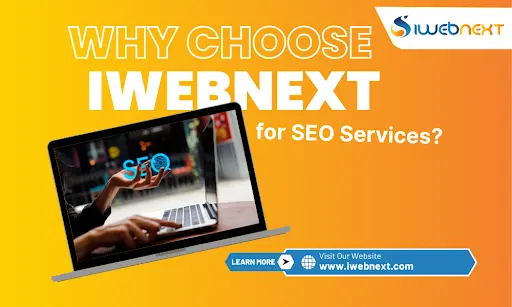 iWEBNEXT
WHY CHOOSE
IWEBNEXT
for SEO Services?
SEO
LEARN MORE
Visit Our Website
www.iwebnext.com